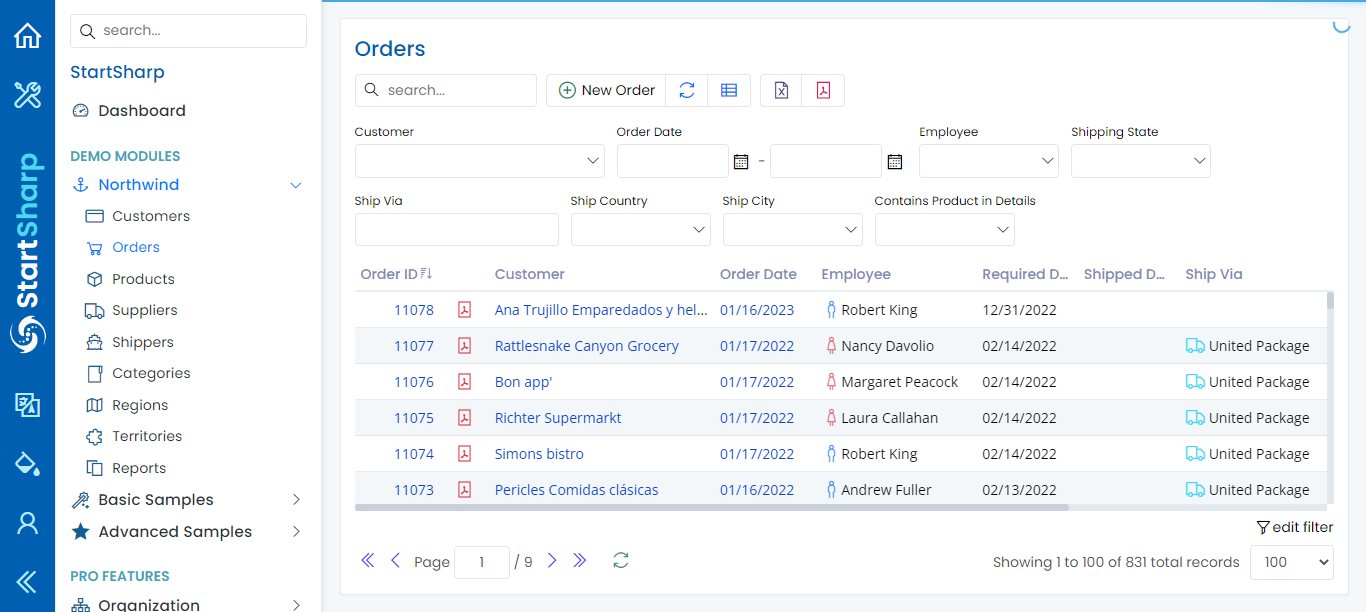 search...
StartSharp
Dashboard
DEMO MODULES
Northwind
Customers
Orders
Products
Suppliers
Shippers
Categories
Regions
Territories
Reports
Basic Samples
Advanced Samples
PRO FEATURES
Organization
StartSharp
Orders
search...
New Order
Customer
Order Date
Employee
Shipping State
-
Ship Via
Ship Country
Ship City
Contains Product in Details
Order ID Customer Order Date Employee Required D... Shipped D... Ship Via
11078 Ana Trujillo Emparedados y hel... 01/16/2023 Robert King 12/31/2022
11077 Rattlesnake Canyon Grocery 01/17/2022 Nancy Davolio 02/14/2022 United Package
11076 Bon app' 01/17/2022 Margaret Peacock 02/14/2022 United Package
11075 Richter Supermarkt 01/17/2022 Laura Callahan 02/14/2022 United Package
11074 Simons bistro 01/17/2022 Robert King 02/14/2022 United Package
11073 Pericles Comidas clásicas 01/16/2022 Andrew Fuller 02/13/2022 United Package
edit filter
Page 1 / 9
Showing 1 to 100 of 831 total records 100